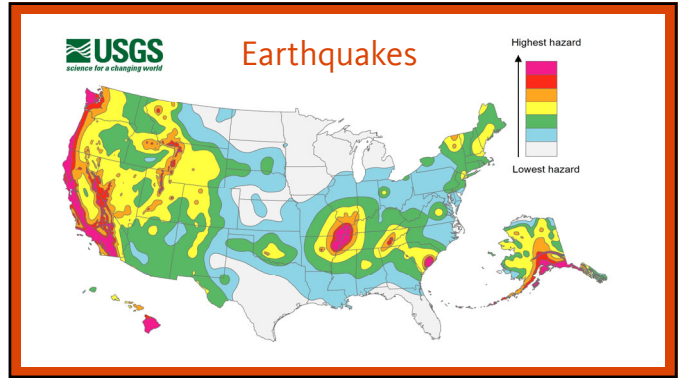 USGS
science for a changing world
Earthquakes
Highest hazard
Lowest hazard